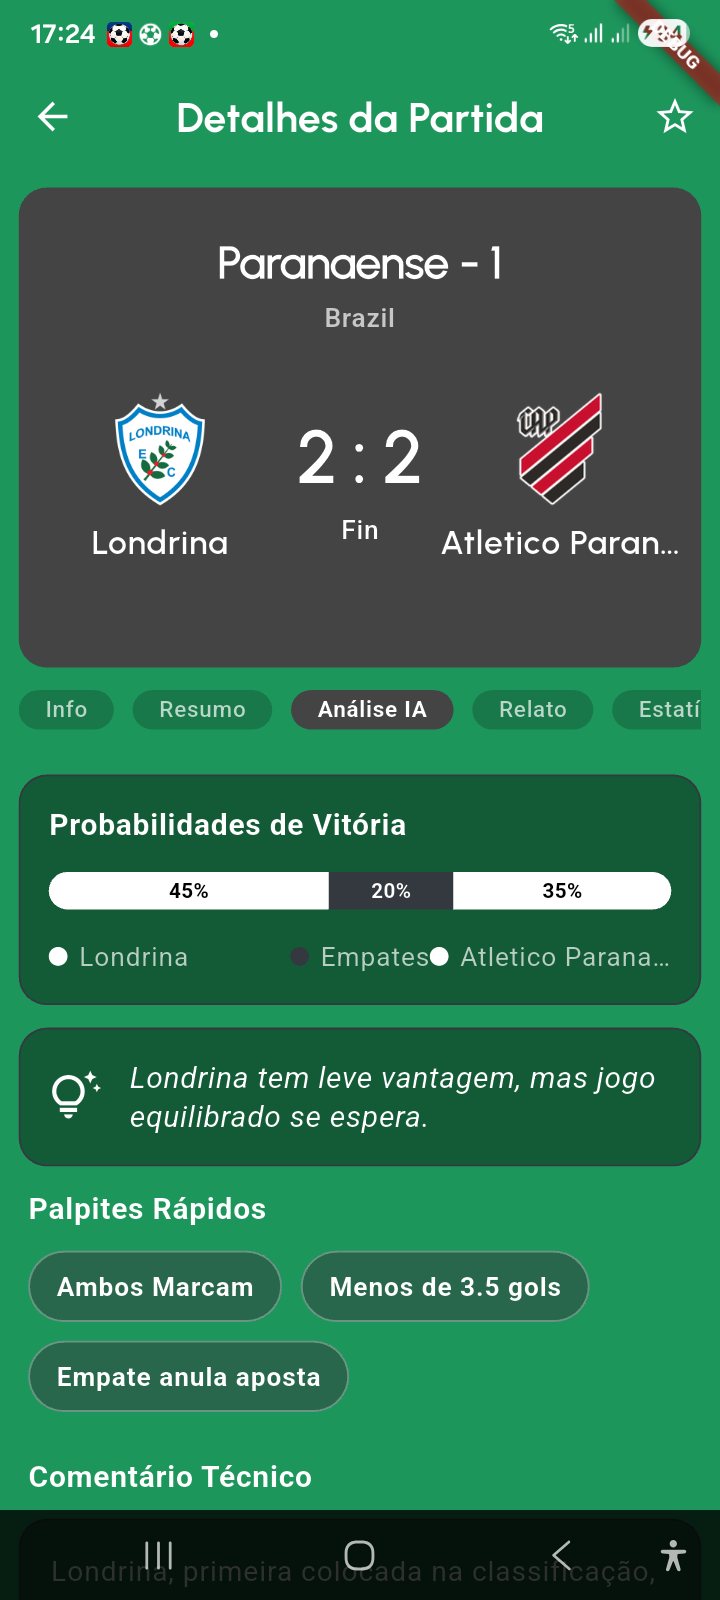 17:24
Detalhes da Partida
Paranaense - 1
Brazil
LONDRINA
E
C
CAP
2 : 2
Fin
Londrina
Atletico Paran...
Info
Resumo
Análise IA
Relato
Estatí
Probabilidades de Vitória
45%
20%
35%
Londrina
Empates
Atletico Parana...
Londrina tem leve vantagem, mas jogo
equilibrado se espera.
Palpites Rápidos
Ambos Marcam
Menos de 3.5 gols
Empate anula aposta
Comentário Técnico
Londrina, primeira colocada na classificação,